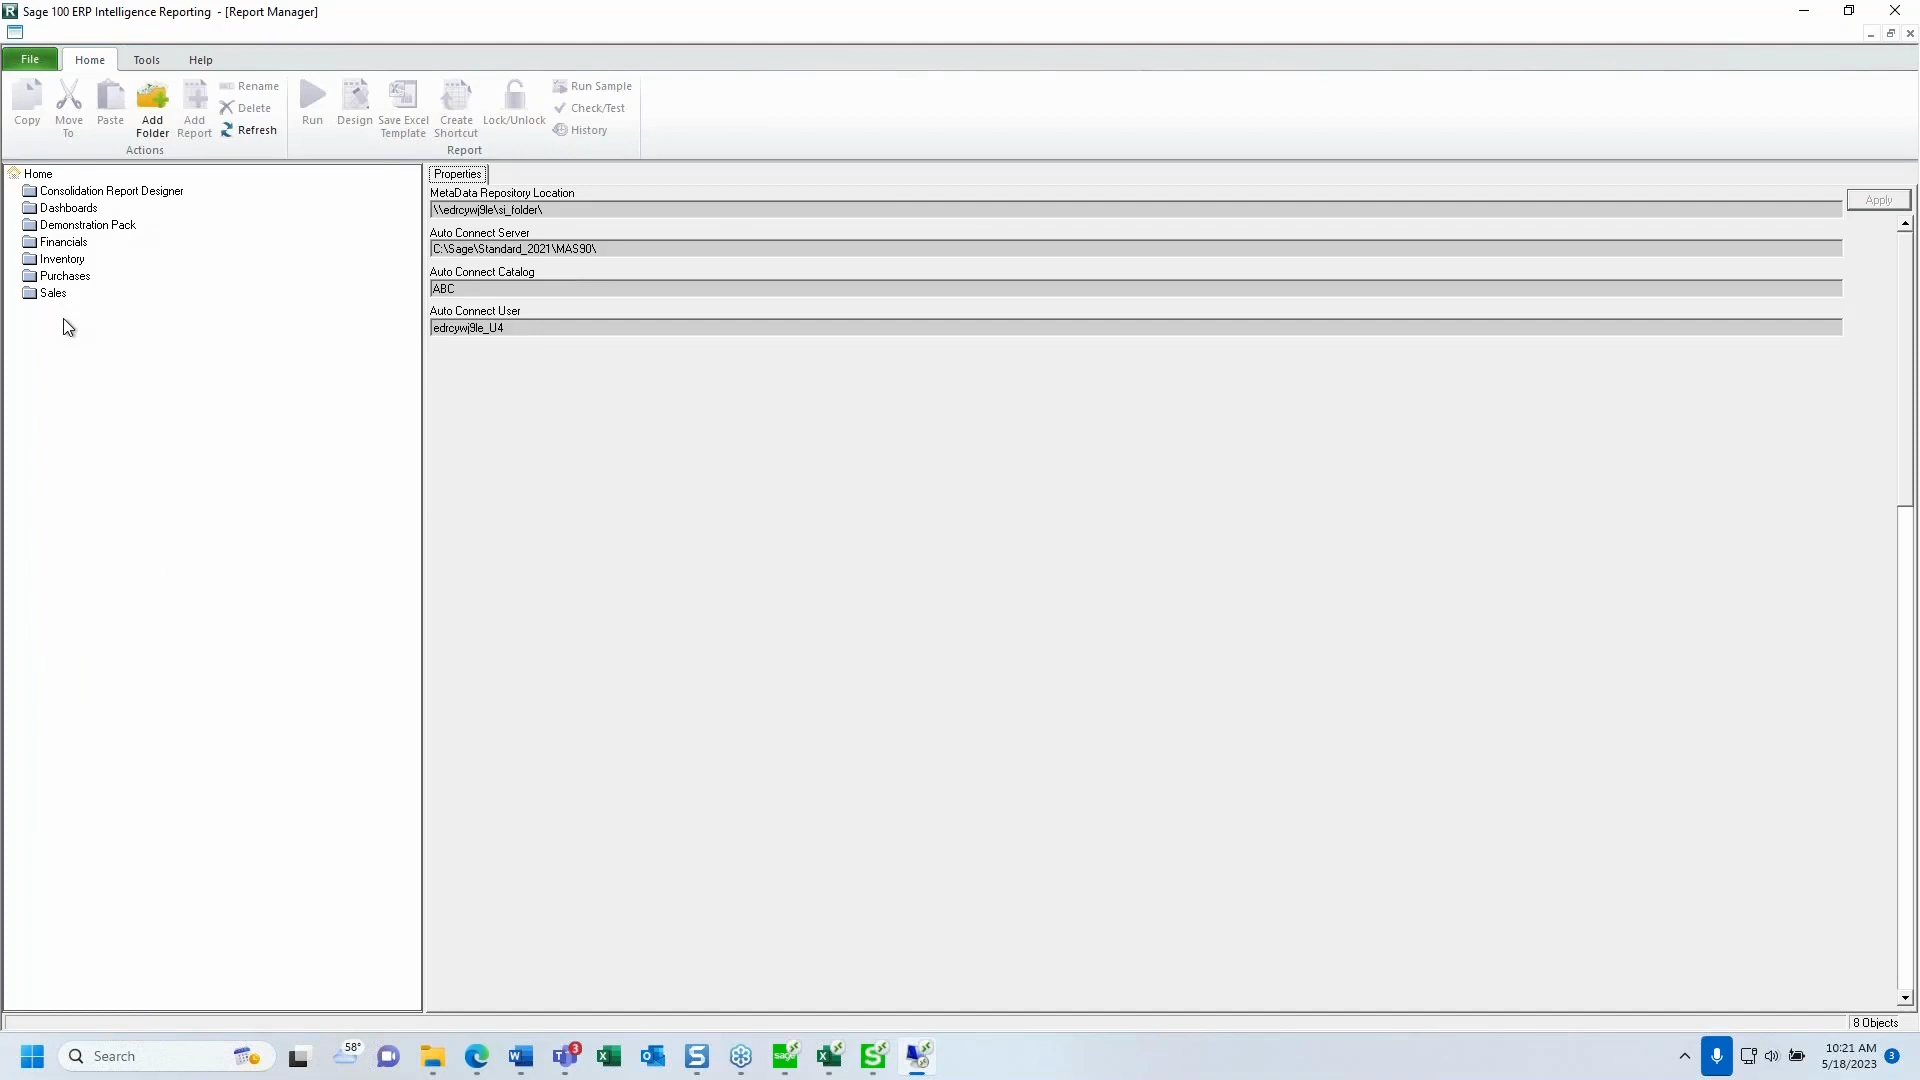 Sage 100 ERP Intelligence Reporting - [Report Manager]
File Home Tools Help
Copy
Move To
Paste
Add Folder
Add Report
Rename
Delete
Refresh
Actions
Run
Design
Save Excel Template
Create Shortcut
Lock/Unlock
Run Sample
Check/Test
History
Report
Home
Consolidation Report Designer
Dashboards
Demonstration Pack
Financials
Inventory
Purchases
Sales
Properties
MetaData Repository Location
\\edrcywj9le\si_folder\
Apply
Auto Connect Server
C:\Sage\Standard_2021\MAS90\
Auto Connect Catalog
ABC
Auto Connect User
edrcywj9le_U4
8 Objects
Search
58°
3
sage
10:21 AM
5/18/2023
3